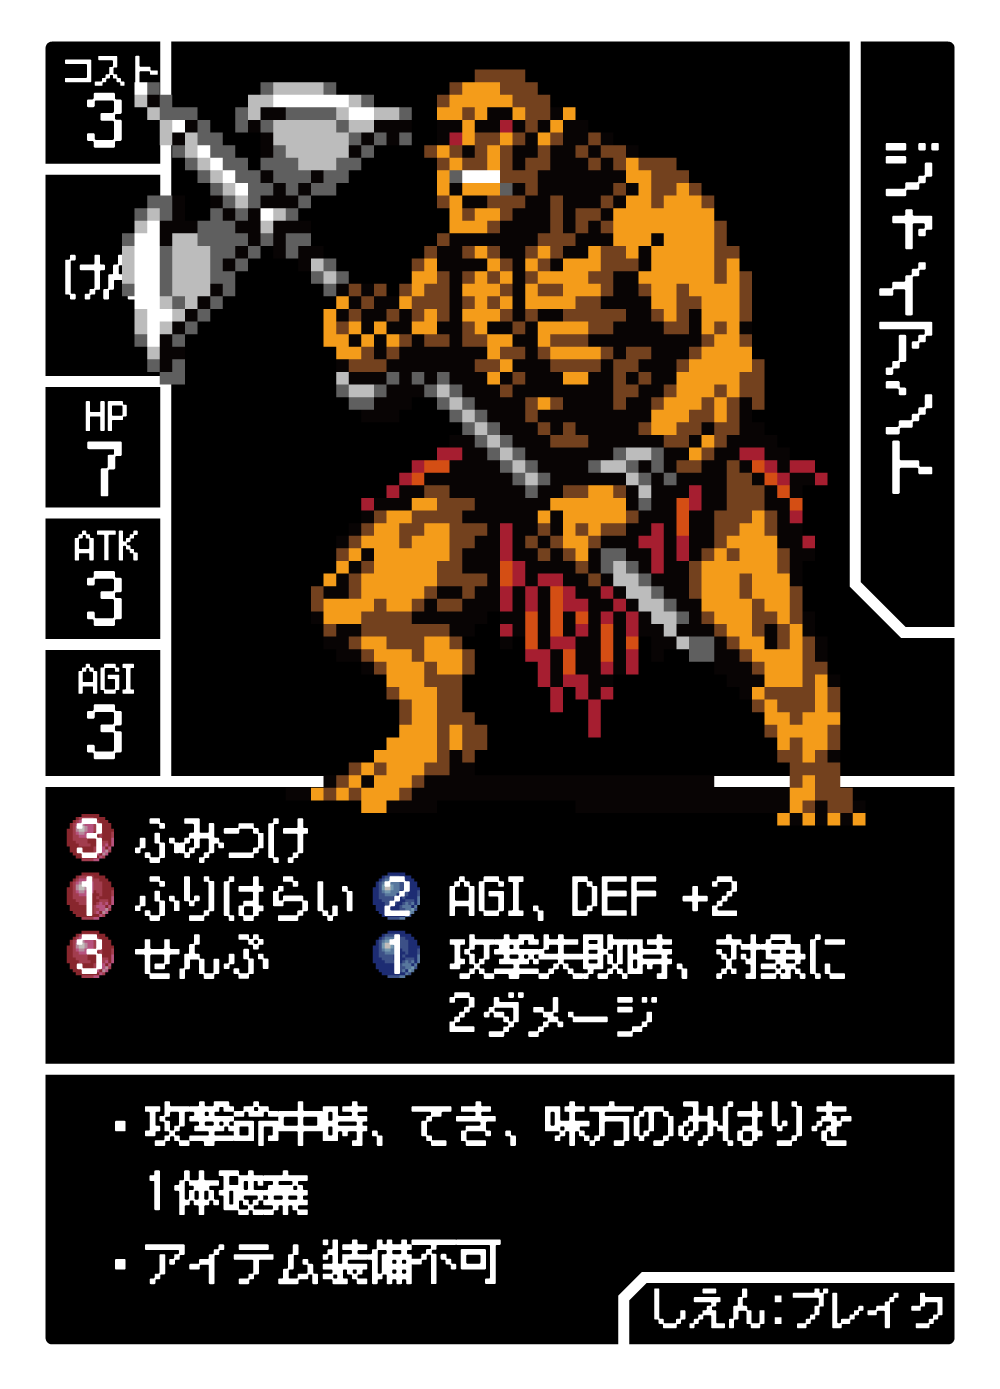 コスト
3
けん
HP
7
ATK
3
AGI
3
ジャイアント
3 ふみつけ
1 ふりはらい 2 AGI、DEF +2
3 せんぷ 1 攻撃失敗時、対象に
2ダメージ
・攻撃命中時、てき、味方のみはりを
1体破棄
・アイテム装備不可
しえん:ブレイク